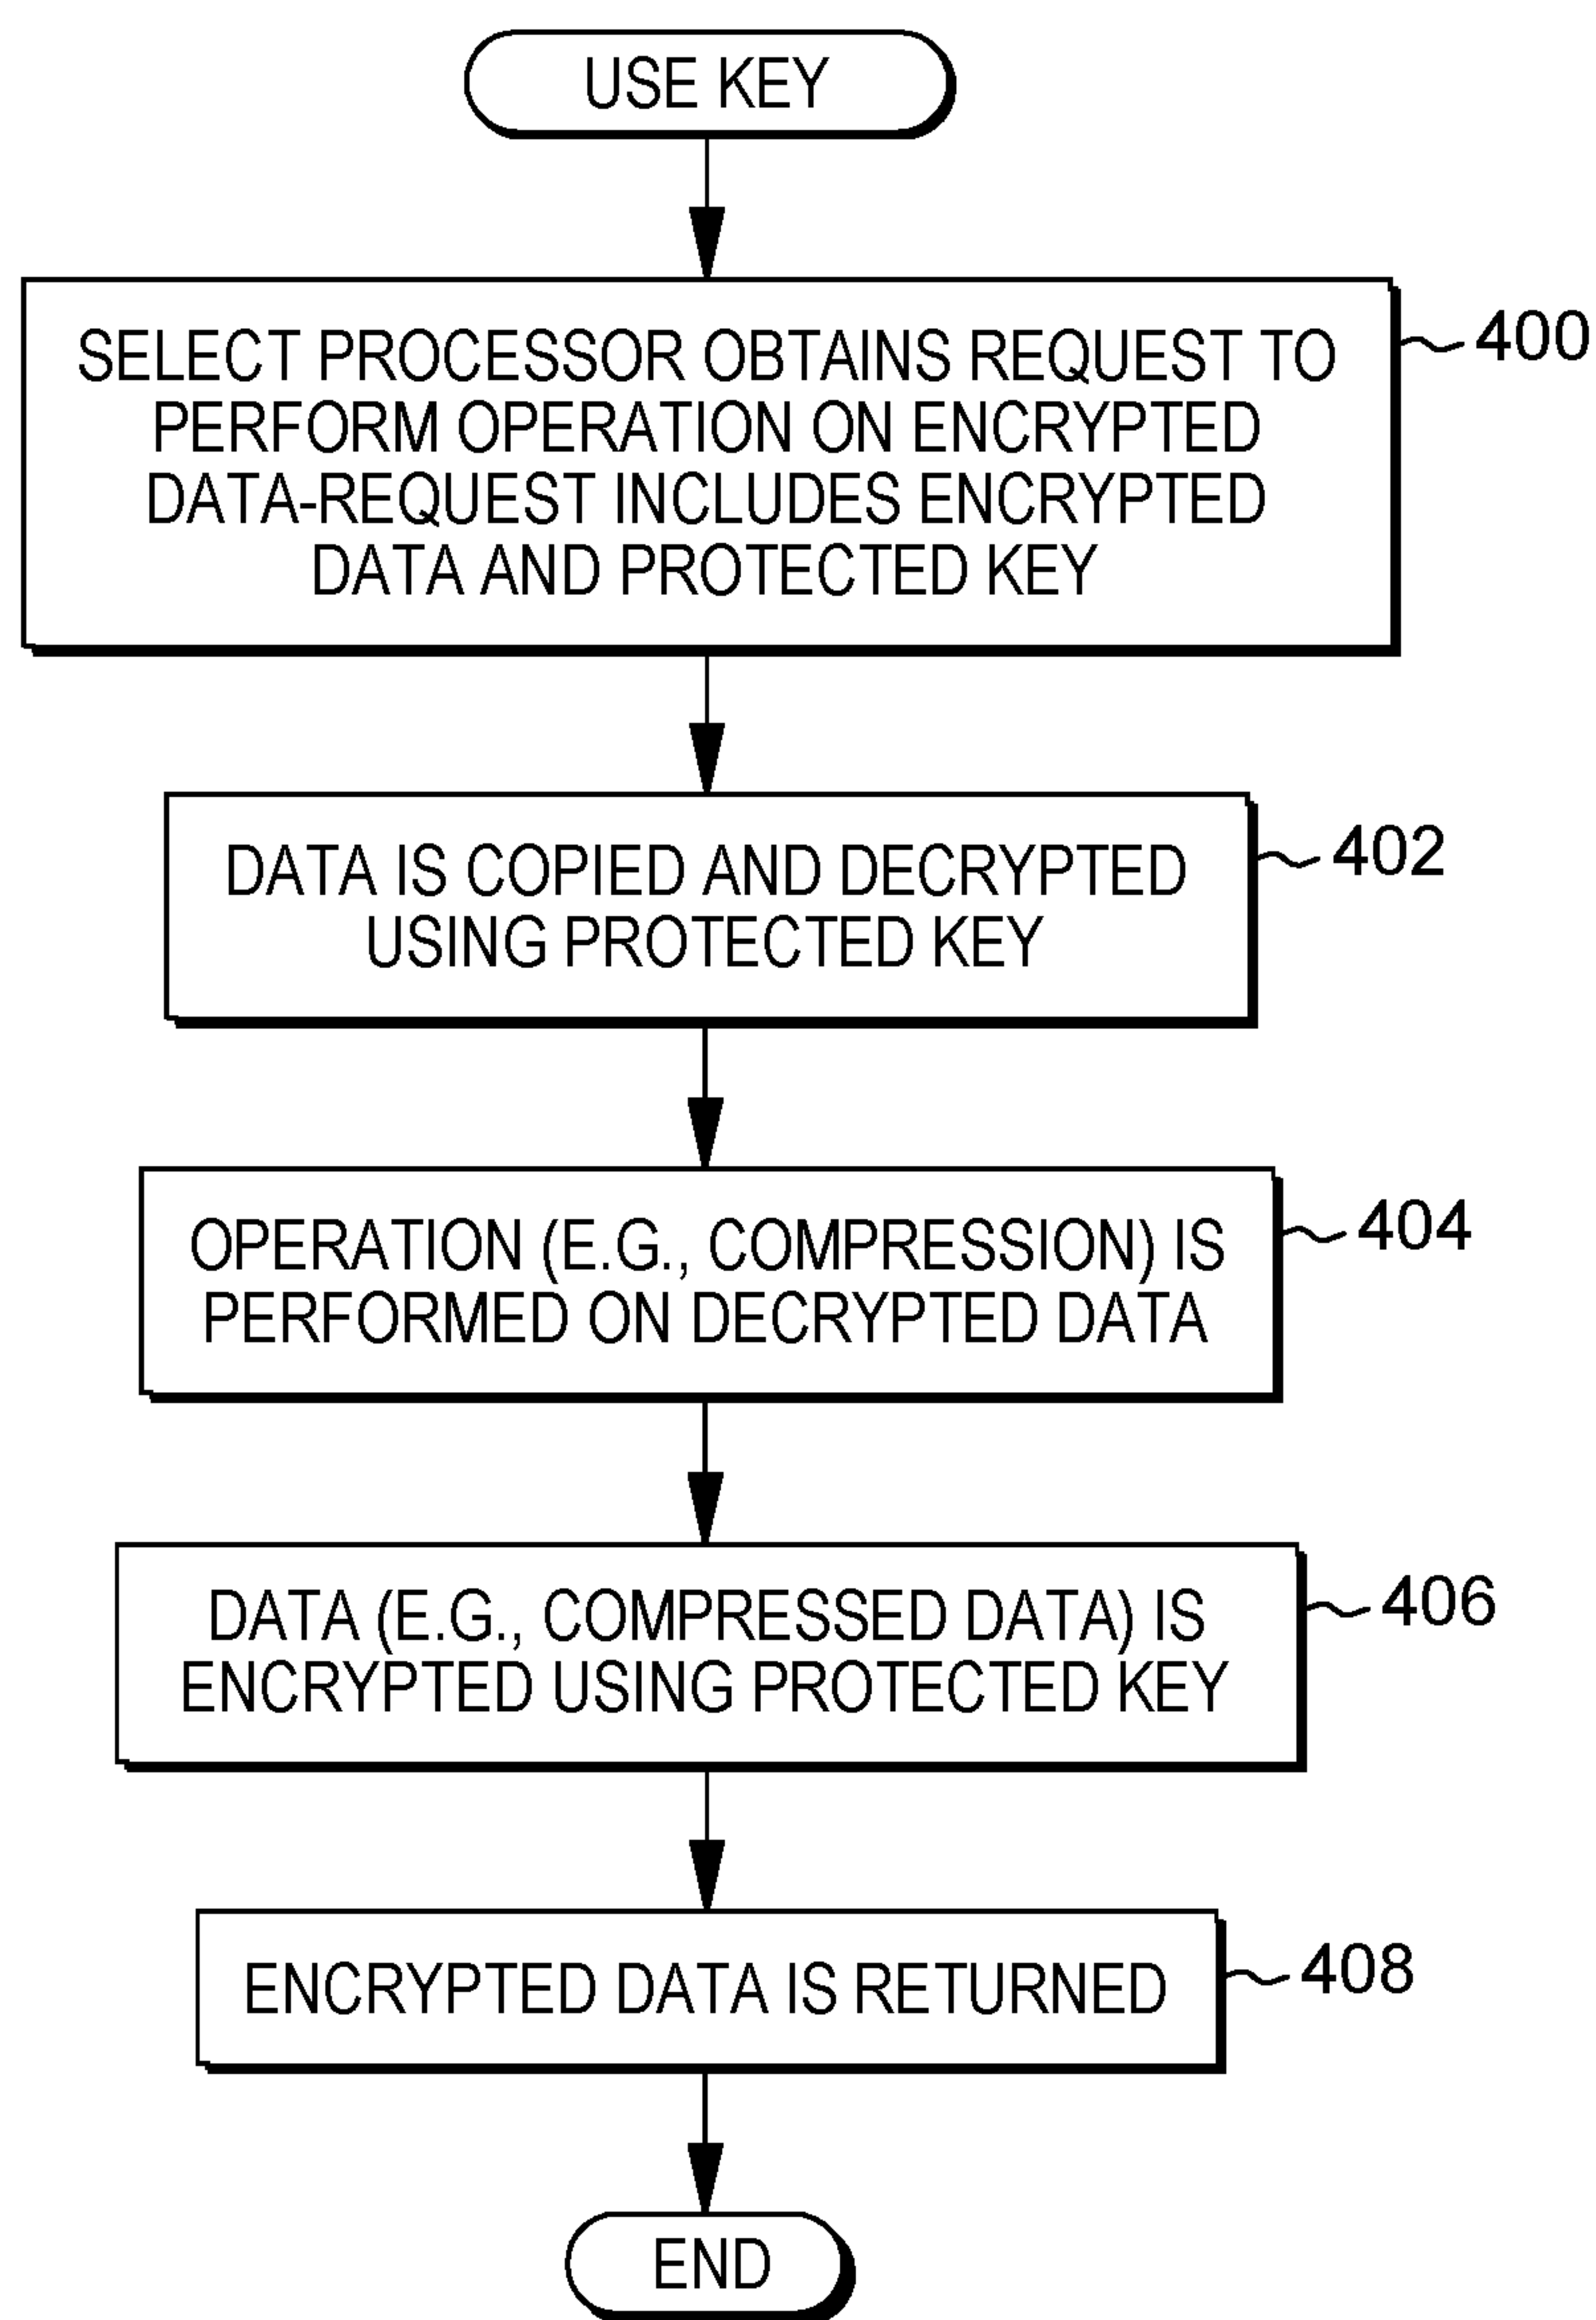 USE KEY
SELECT PROCESSOR OBTAINS REQUEST TO
PERFORM OPERATION ON ENCRYPTED
DATA-REQUEST INCLUDES ENCRYPTED
DATA AND PROTECTED KEY
400
DATA IS COPIED AND DECRYPTED
USING PROTECTED KEY
402
OPERATION (E.G., COMPRESSION) IS
PERFORMED ON DECRYPTED DATA
404
DATA (E.G., COMPRESSED DATA) IS
ENCRYPTED USING PROTECTED KEY
406
ENCRYPTED DATA IS RETURNED
408
END